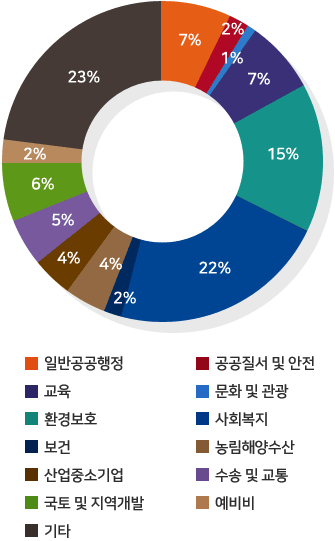 7%
2%
1%
7%
15%
22%
2%
4%
4%
5%
6%
2%
23%
일반공공행정
공공질서 및 안전
교육
문화 및 관광
환경보호
사회복지
보건
농림해양수산
산업중소기업
수송 및 교통
국토 및 지역개발
예비비
기타